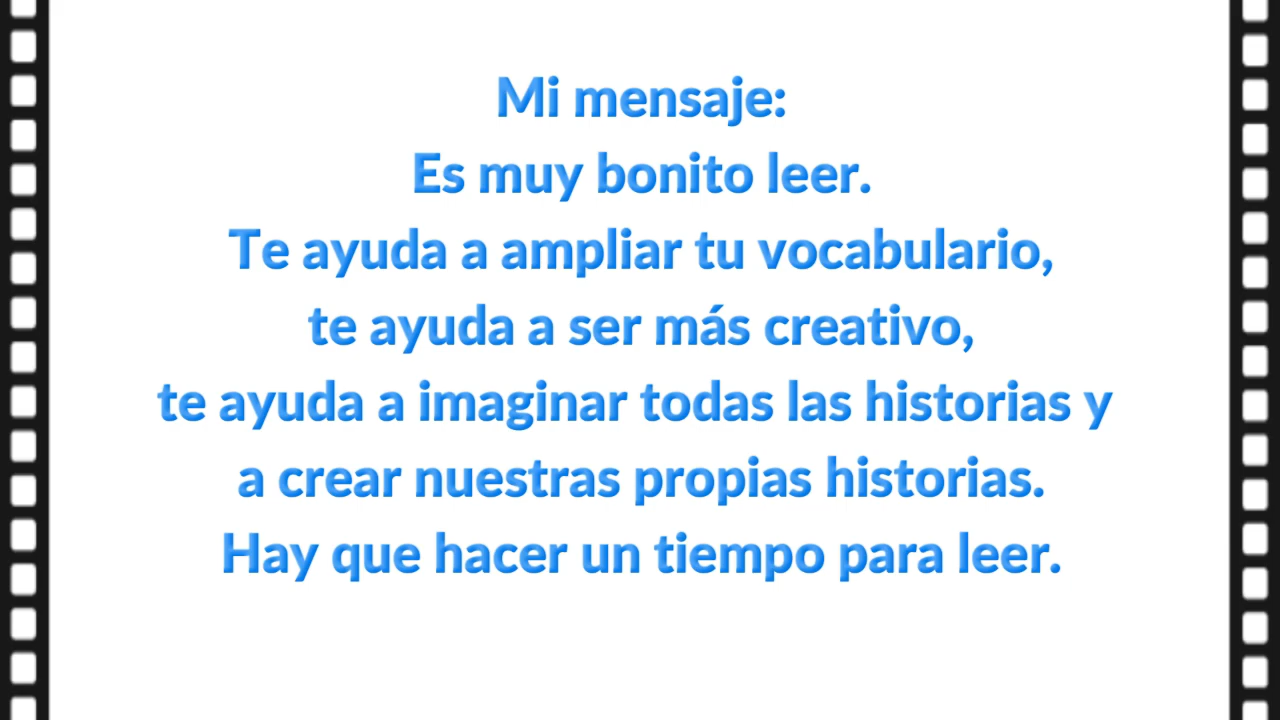 Mi mensaje:
Es muy bonito leer.
Te ayuda a ampliar tu vocabulario,
te ayuda a ser más creativo,
te ayuda a imaginar todas las historias y
a crear nuestras propias historias.
Hay que hacer un tiempo para leer.